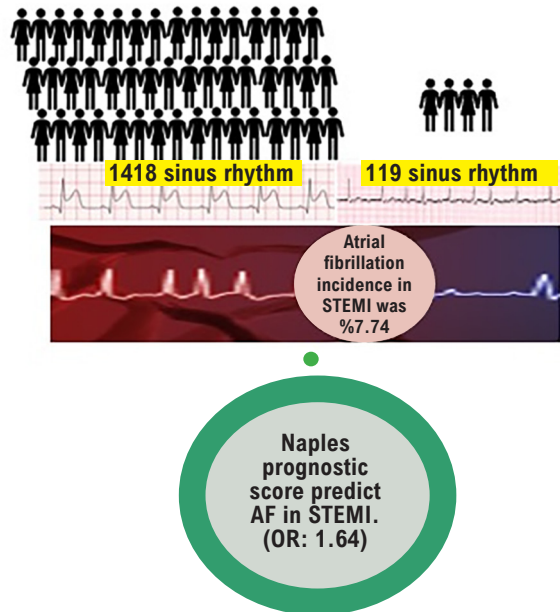 1418 sinus rhythm
119 sinus rhythm
Atrial
fibrillation
incidence in
STEMI was
%7.74
Naples
prognostic
score predict
AF in STEMI.
(OR: 1.64)